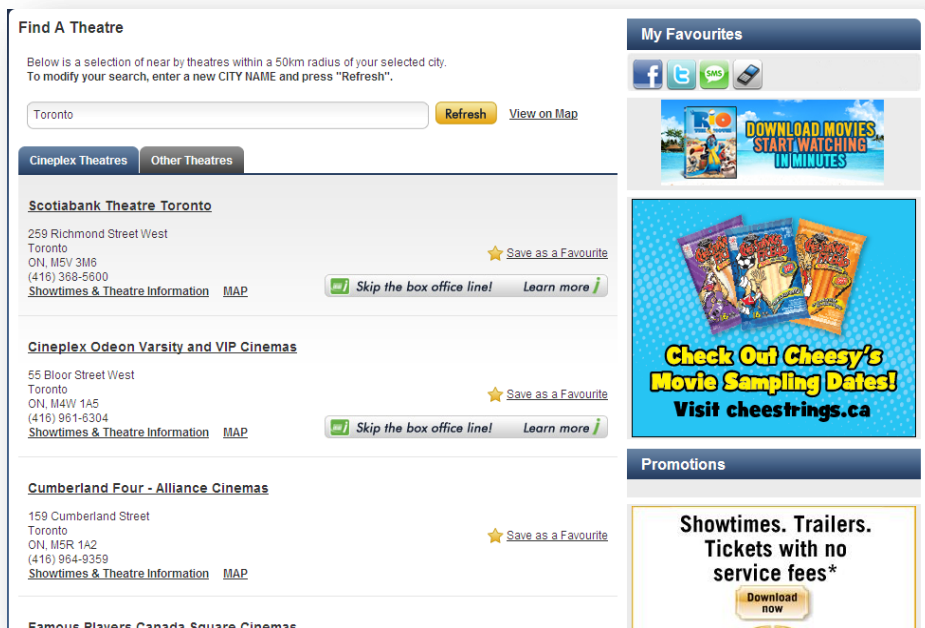 Find A Theatre
Below is a selection of near by theatres within a 50km radius of your selected city.
To modify your search, enter a new CITY NAME and press "Refresh".
Toronto
Refresh
View on Map
Cineplex Theatres
Other Theatres
Scotiabank Theatre Toronto
259 Richmond Street West
Toronto
ON, M5V 3M6
(416) 368-5600
Showtimes & Theatre Information MAP
Save as a Favourite
Skip the box office line! Learn more i
Cineplex Odeon Varsity and VIP Cinemas
55 Bloor Street West
Toronto
ON, M4W 1A5
(416) 961-6304
Showtimes & Theatre Information MAP
Save as a Favourite
Skip the box office line! Learn more i
Cumberland Four - Alliance Cinemas
159 Cumberland Street
Toronto
ON, M5R 1A2
(416) 964-9359
Showtimes & Theatre Information MAP
Save as a Favourite
Famous Players Canada Square Cinemas
My Favourites
f
t
SMS
RIO
DOWNLOAD MOVIES
START WATCHING
IN MINUTES
Check Out Cheesy's
Movie Sampling Dates!
Visit cheestrings.ca
Promotions
Showtimes. Trailers.
Tickets with no
service fees*
Download
now